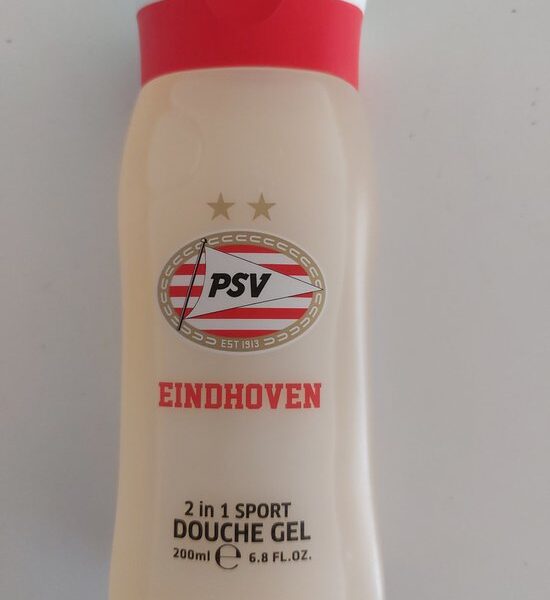 PSV
EST 1913
EINDHOVEN
2 in 1 SPORT
DOUCHE GEL
200ml ℮ 6.8 FL.OZ.